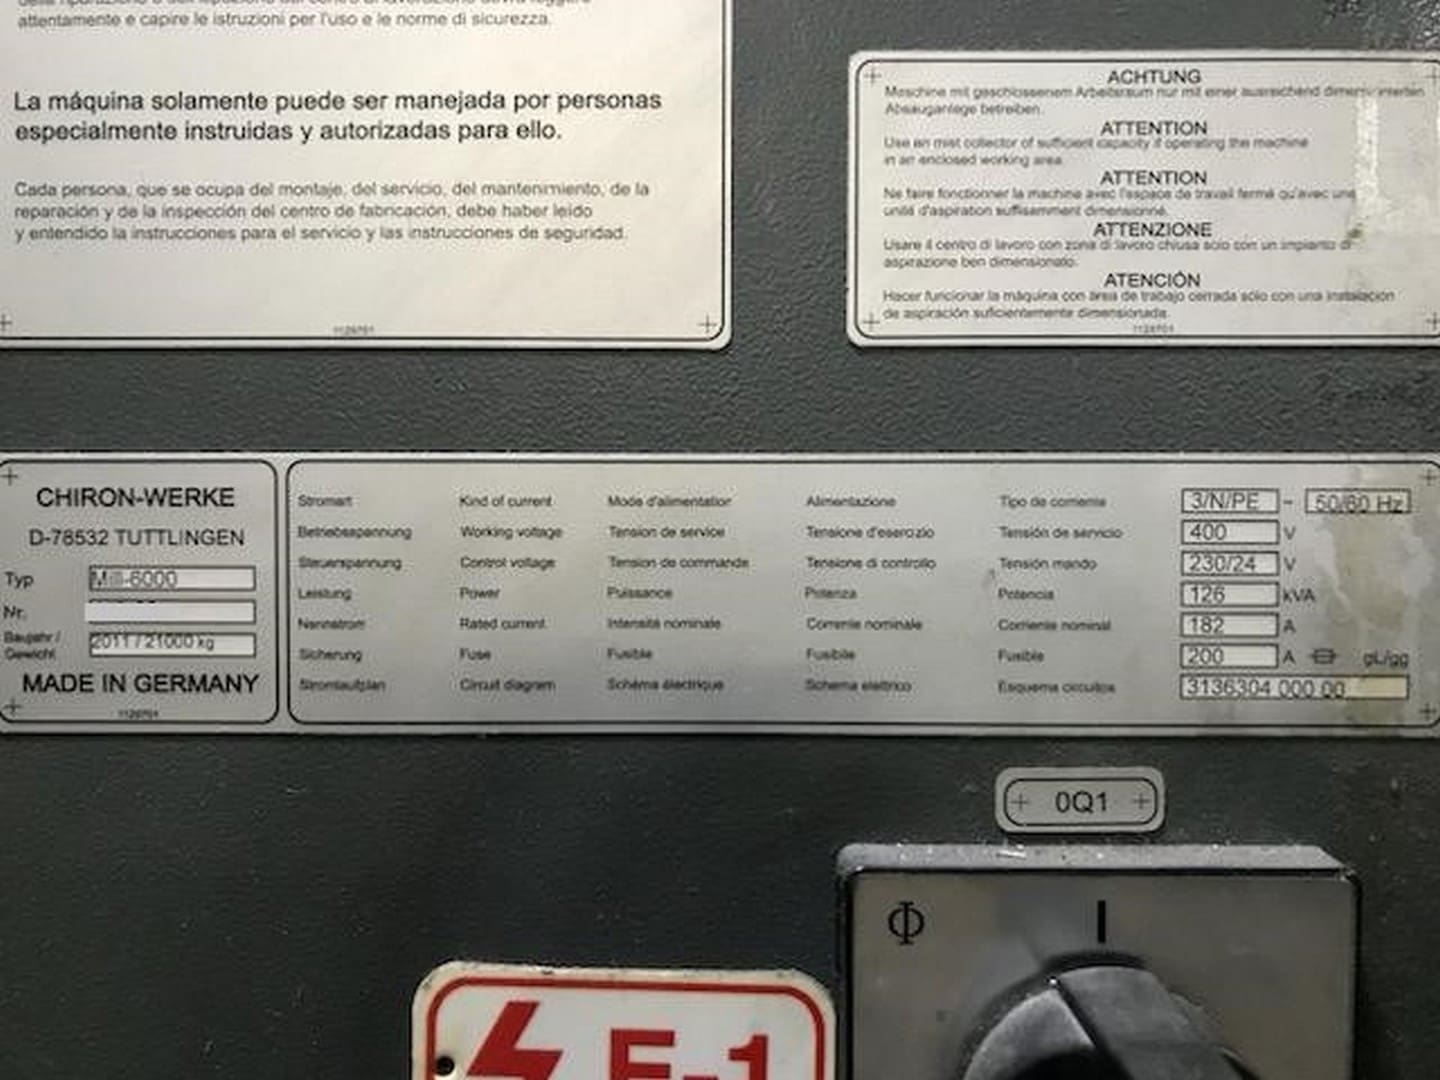 attentamente e capire le istruzioni per l'uso e le norme di sicurezza.
La máquina solamente puede ser manejada por personas
especialmente instruidas y autorizadas para ello.
Cada persona, que se ocupa del montaje, del servicio, del mantenimiento, de la
reparación y de la inspección del centro de fabricación, debe haber leído
y entendido la instrucciones para el servicio y las instrucciones de seguridad.
1129701
ACHTUNG
Maschine mit geschlossenem Arbeitsraum nur mit einer ausreichend dimensionierten
Absauganlage betreiben.
ATTENTION
Use an mist collector of sufficient capacity if operating the machine
in an enclosed working area.
ATTENTION
Ne faire fonctionner la machine avec l'espace de travail fermé qu'avec une
unité d'aspiration suffisamment dimensionné.
ATTENZIONE
Usare il centro di lavoro con zona di lavoro chiusa solo con un impianto di
aspirazione ben dimensionato.
ATENCIÓN
Hacer funcionar la máquina con área de trabajo cerrada sólo con una instalación
de aspiración suficientemente dimensionada.
1129701
CHIRON-WERKE
D-78532 TUTTLINGEN
Typ Mill-6000
Nr.
Baujahr /
Gewicht 2011 / 21000 kg
MADE IN GERMANY
1129701
Stromart Kind of current Mode d'alimentation Alimentazione Tipo de corriente 3/N/PE ~ 50/60 Hz
Betriebsspannung Working voltage Tension de service Tensione d'esercizio Tensión de servicio 400 V
Steuerspannung Control voltage Tension de commande Tensione di controllo Tensión mando 230/24 V
Leistung Power Puissance Potenza Potencia 126 kVA
Nennstrom Rated current Intensité nominale Corrente nominale Corriente nominal 182 A
Sicherung Fuse Fusible Fusibile Fusible 200 A gL/gg
Stromlaufplan Circuit diagram Schéma électrique Schema elettrico Esquema circuitos 3136304 000 00
0Q1
Φ I
E-1